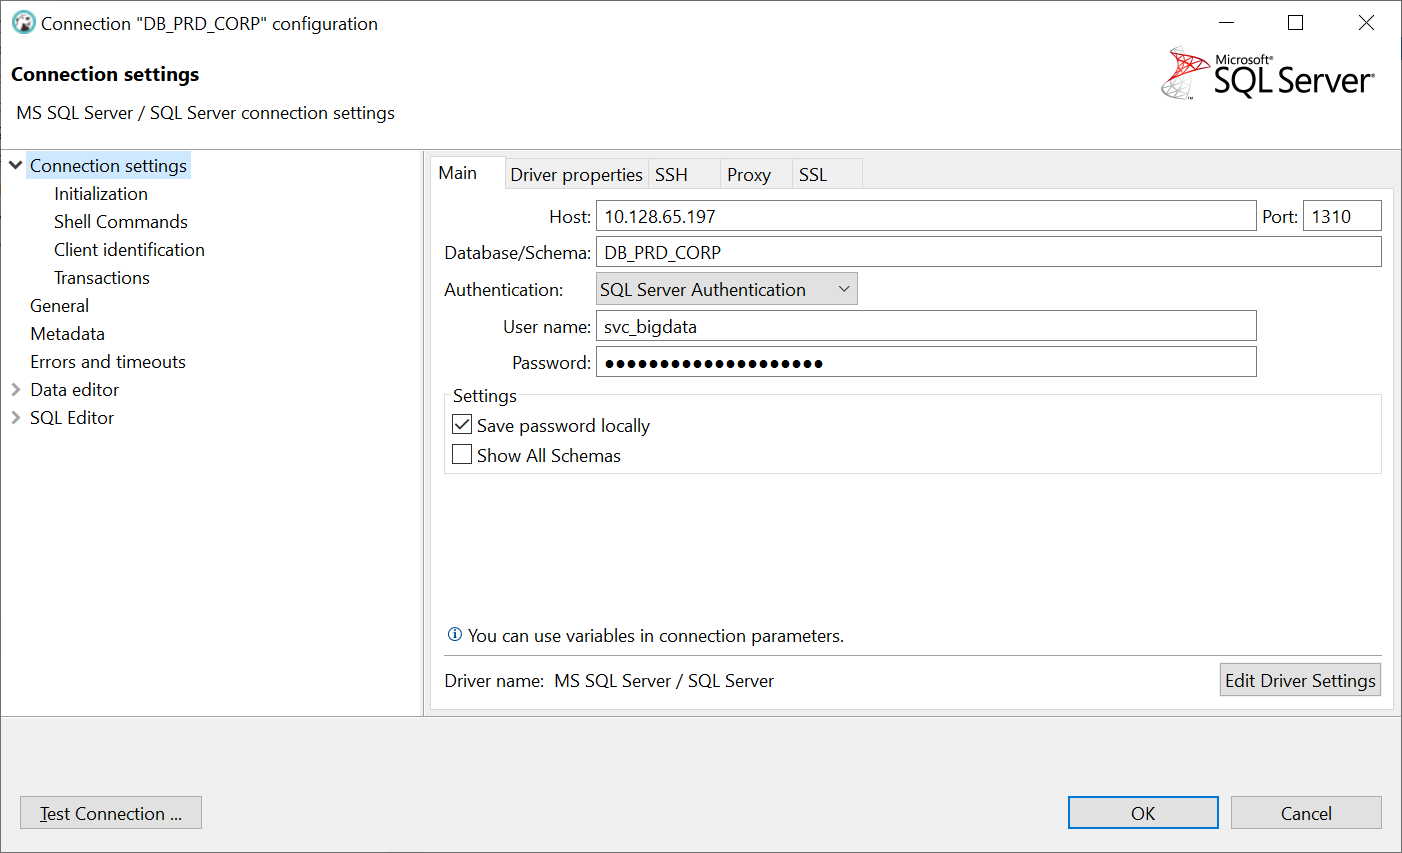 Connection "DB_PRD_CORP" configuration
Connection settings
MS SQL Server / SQL Server connection settings
Microsoft®
SQL Server®
Connection settings
Initialization
Shell Commands
Client identification
Transactions
General
Metadata
Errors and timeouts
Data editor
SQL Editor
Main Driver properties SSH Proxy SSL
Host: 10.128.65.197 Port: 1310
Database/Schema: DB_PRD_CORP
Authentication: SQL Server Authentication
User name: svc_bigdata
Password: ●●●●●●●●●●●●●●●●●●●●
Settings
Save password locally
Show All Schemas
You can use variables in connection parameters.
Driver name: MS SQL Server / SQL Server Edit Driver Settings
Test Connection ... OK Cancel